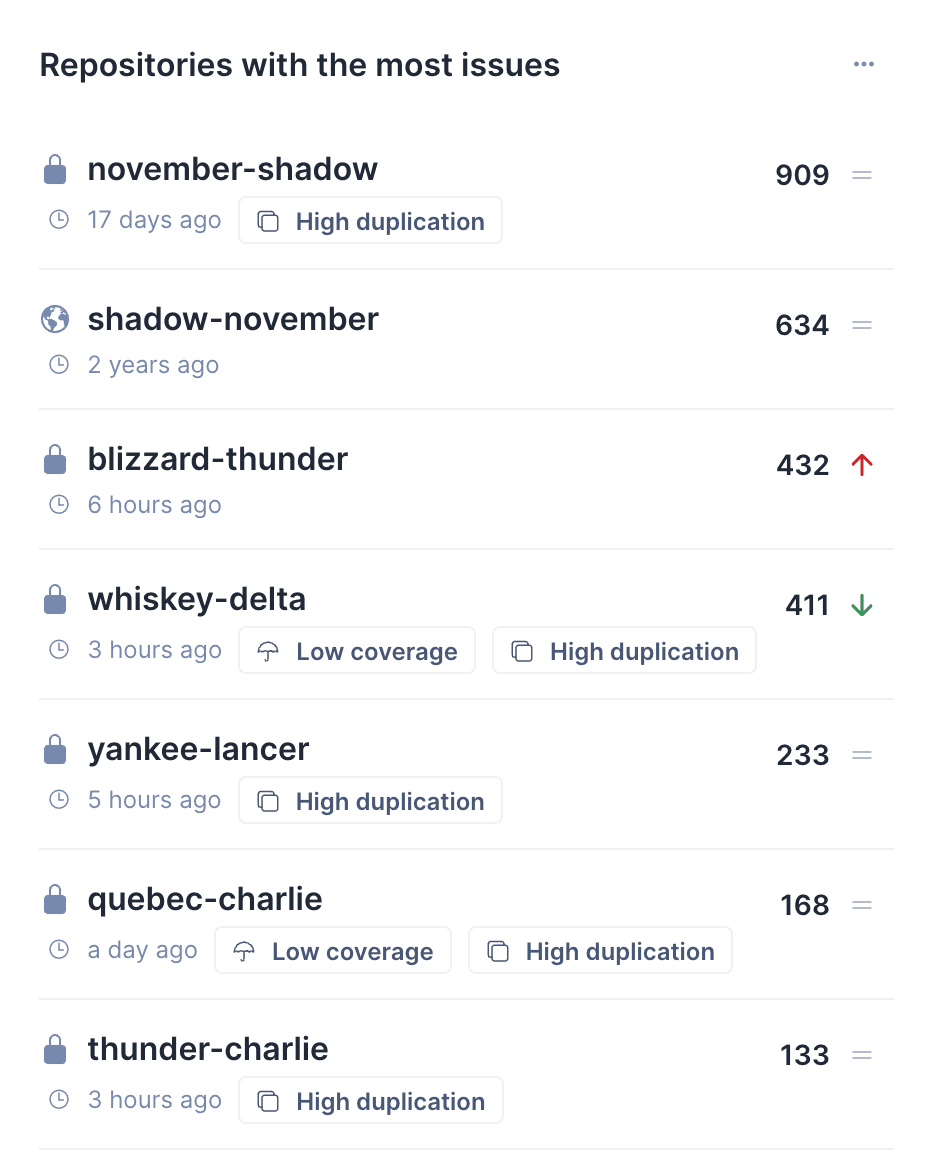 Repositories with the most issues
november-shadow 909
17 days ago High duplication
shadow-november 634
2 years ago
blizzard-thunder 432
6 hours ago
whiskey-delta 411
3 hours ago Low coverage High duplication
yankee-lancer 233
5 hours ago High duplication
quebec-charlie 168
a day ago Low coverage High duplication
thunder-charlie 133
3 hours ago High duplication